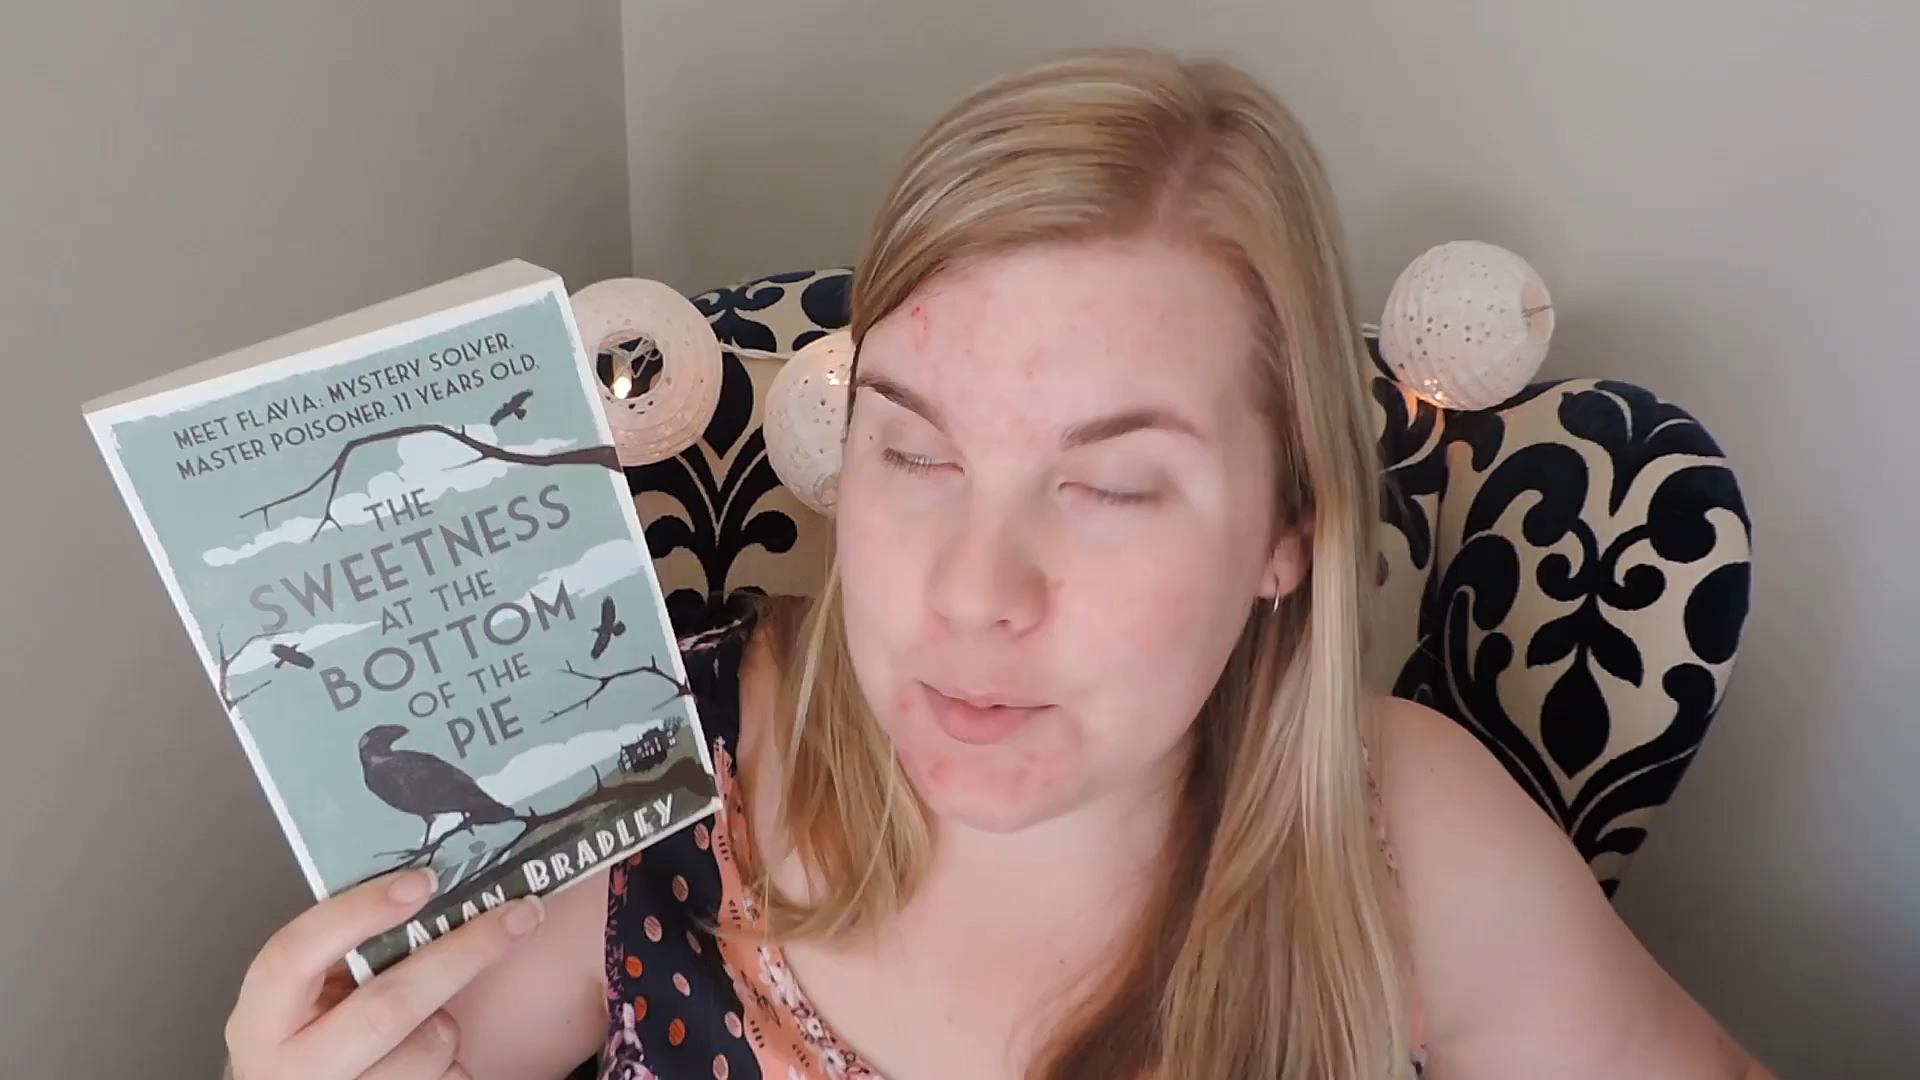 MEET FLAVIA: MYSTERY SOLVER.
MASTER POISONER. 11 YEARS OLD.
THE
SWEETNESS
AT THE
BOTTOM
OF THE
PIE
ALAN BRADLEY